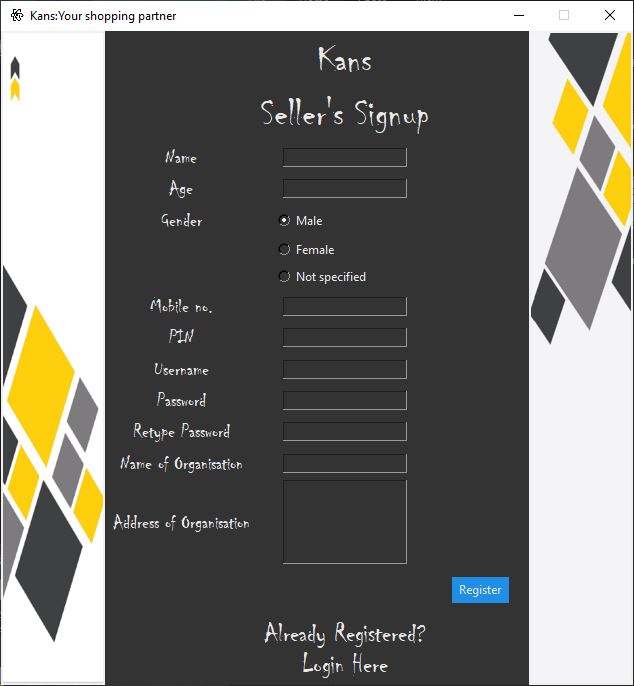 Kans:Your shopping partner
Kans
Seller's Signup
Name
Age
Gender
Male
Female
Not specified
Mobile no.
PIN
Username
Password
Retype Password
Name of Organisation
Address of Organisation
Register
Already Registered?
Login Here